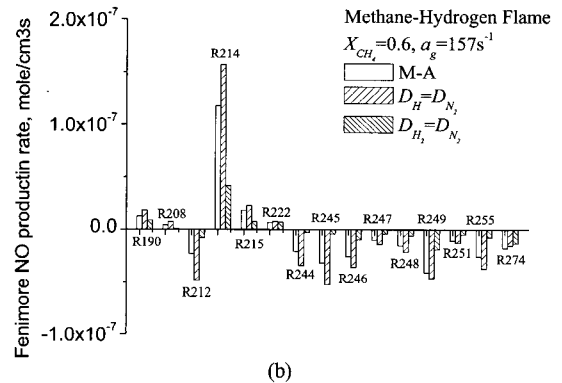 (b)
Methane-Hydrogen Flame
X_CH₄=0.6, a_g=157s⁻¹
M-A
D_H=D_N₂
D_H₂=D_N₂
Fenimore NO productin rate, mole/cm3s
2.0x10⁻⁷
1.0x10⁻⁷
0.0
-1.0x10⁻⁷
R214
R208
R222
R245
R247
R249
R255
R190
R215
R212
R244
R246
R248
R251
R274
(b)